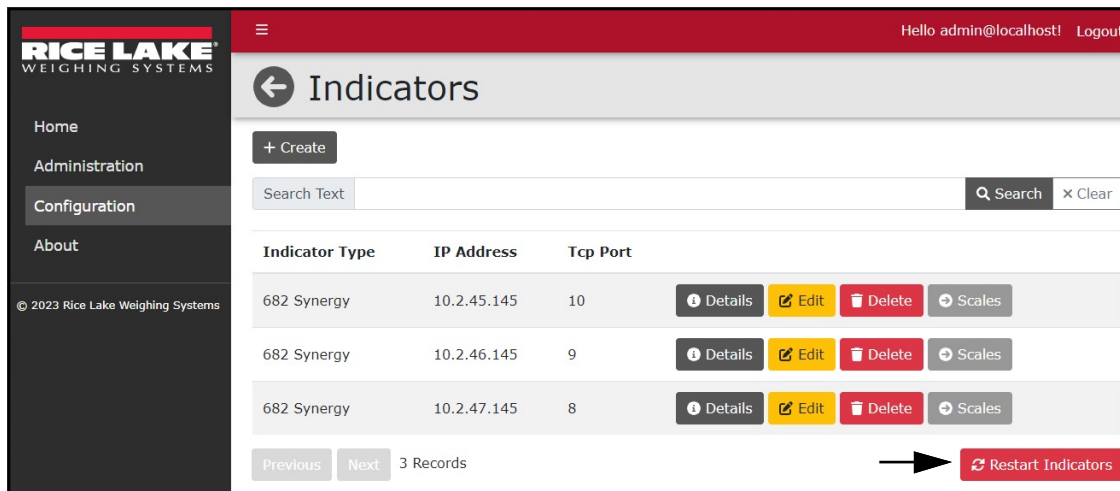 RICE LAKE®
WEIGHING SYSTEMS
Home
Administration
Configuration
About
© 2023 Rice Lake Weighing Systems
Hello admin@localhost! Logout
Indicators
+ Create
Search Text Search × Clear
Indicator Type IP Address Tcp Port
682 Synergy 10.2.45.145 10 Details Edit Delete Scales
682 Synergy 10.2.46.145 9 Details Edit Delete Scales
682 Synergy 10.2.47.145 8 Details Edit Delete Scales
Previous Next 3 Records Restart Indicators